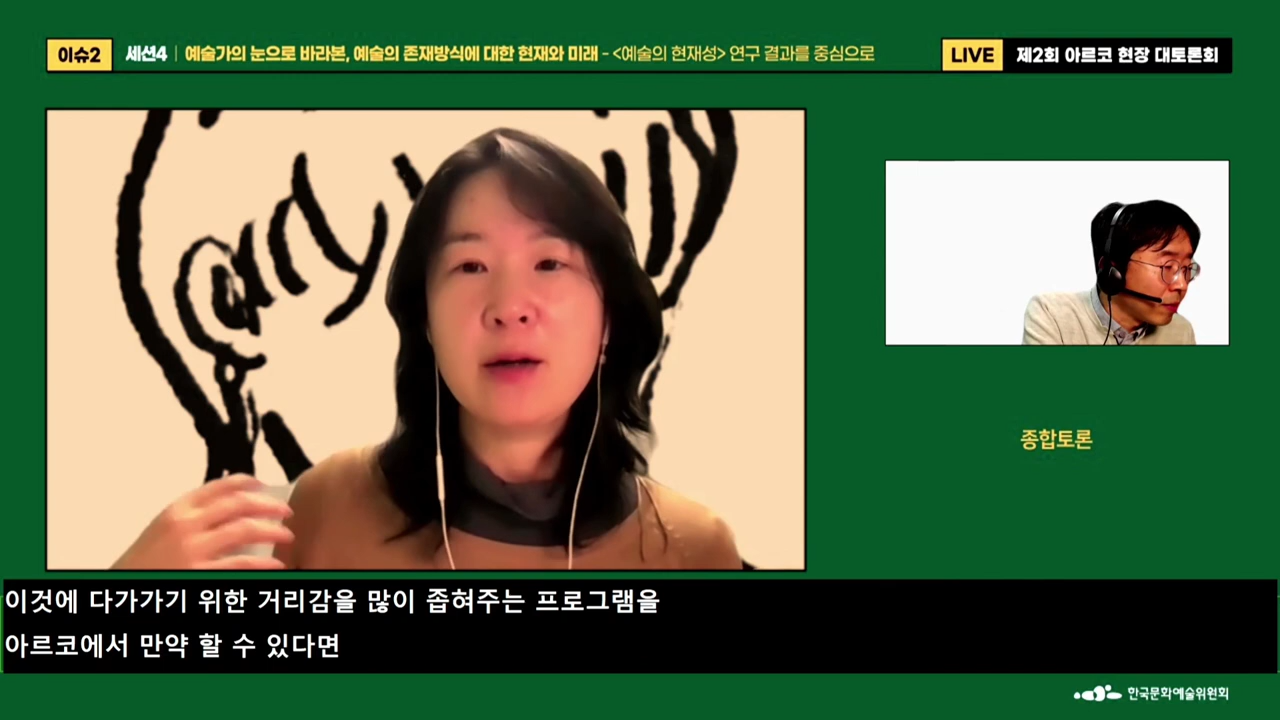 이슈2
세션4 | 예술가의 눈으로 바라본, 예술의 존재방식에 대한 현재와 미래 - <예술의 현재성> 연구 결과를 중심으로
LIVE
제2회 아르코 현장 대토론회
종합토론
이것에 다가가기 위한 거리감을 많이 좁혀주는 프로그램을
아르코에서 만약 할 수 있다면
한국문화예술위원회